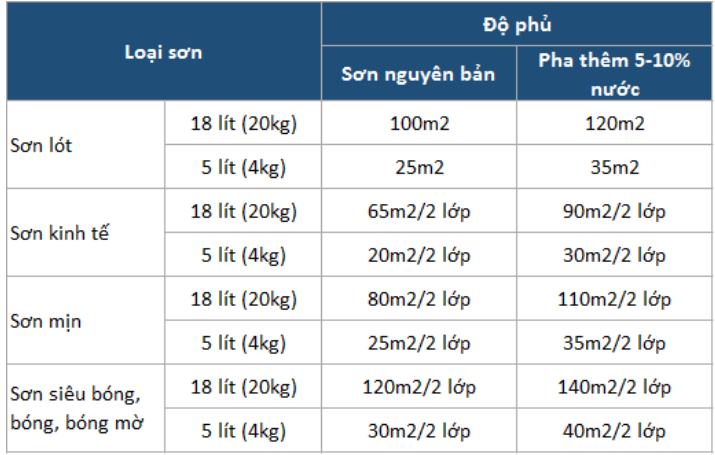 Loại sơn
Độ phủ
Sơn nguyên bản
Pha thêm 5-10%
nước
Sơn lót
18 lít (20kg) 100m2 120m2
5 lít (4kg) 25m2 35m2
Sơn kinh tế
18 lít (20kg) 65m2/2 lớp 90m2/2 lớp
5 lít (4kg) 20m2/2 lớp 30m2/2 lớp
Sơn mịn
18 lít (20kg) 80m2/2 lớp 110m2/2 lớp
5 lít (4kg) 25m2/2 lớp 35m2/2 lớp
Sơn siêu bóng,
bóng, bóng mờ
18 lít (20kg) 120m2/2 lớp 140m2/2 lớp
5 lít (4kg) 30m2/2 lớp 40m2/2 lớp